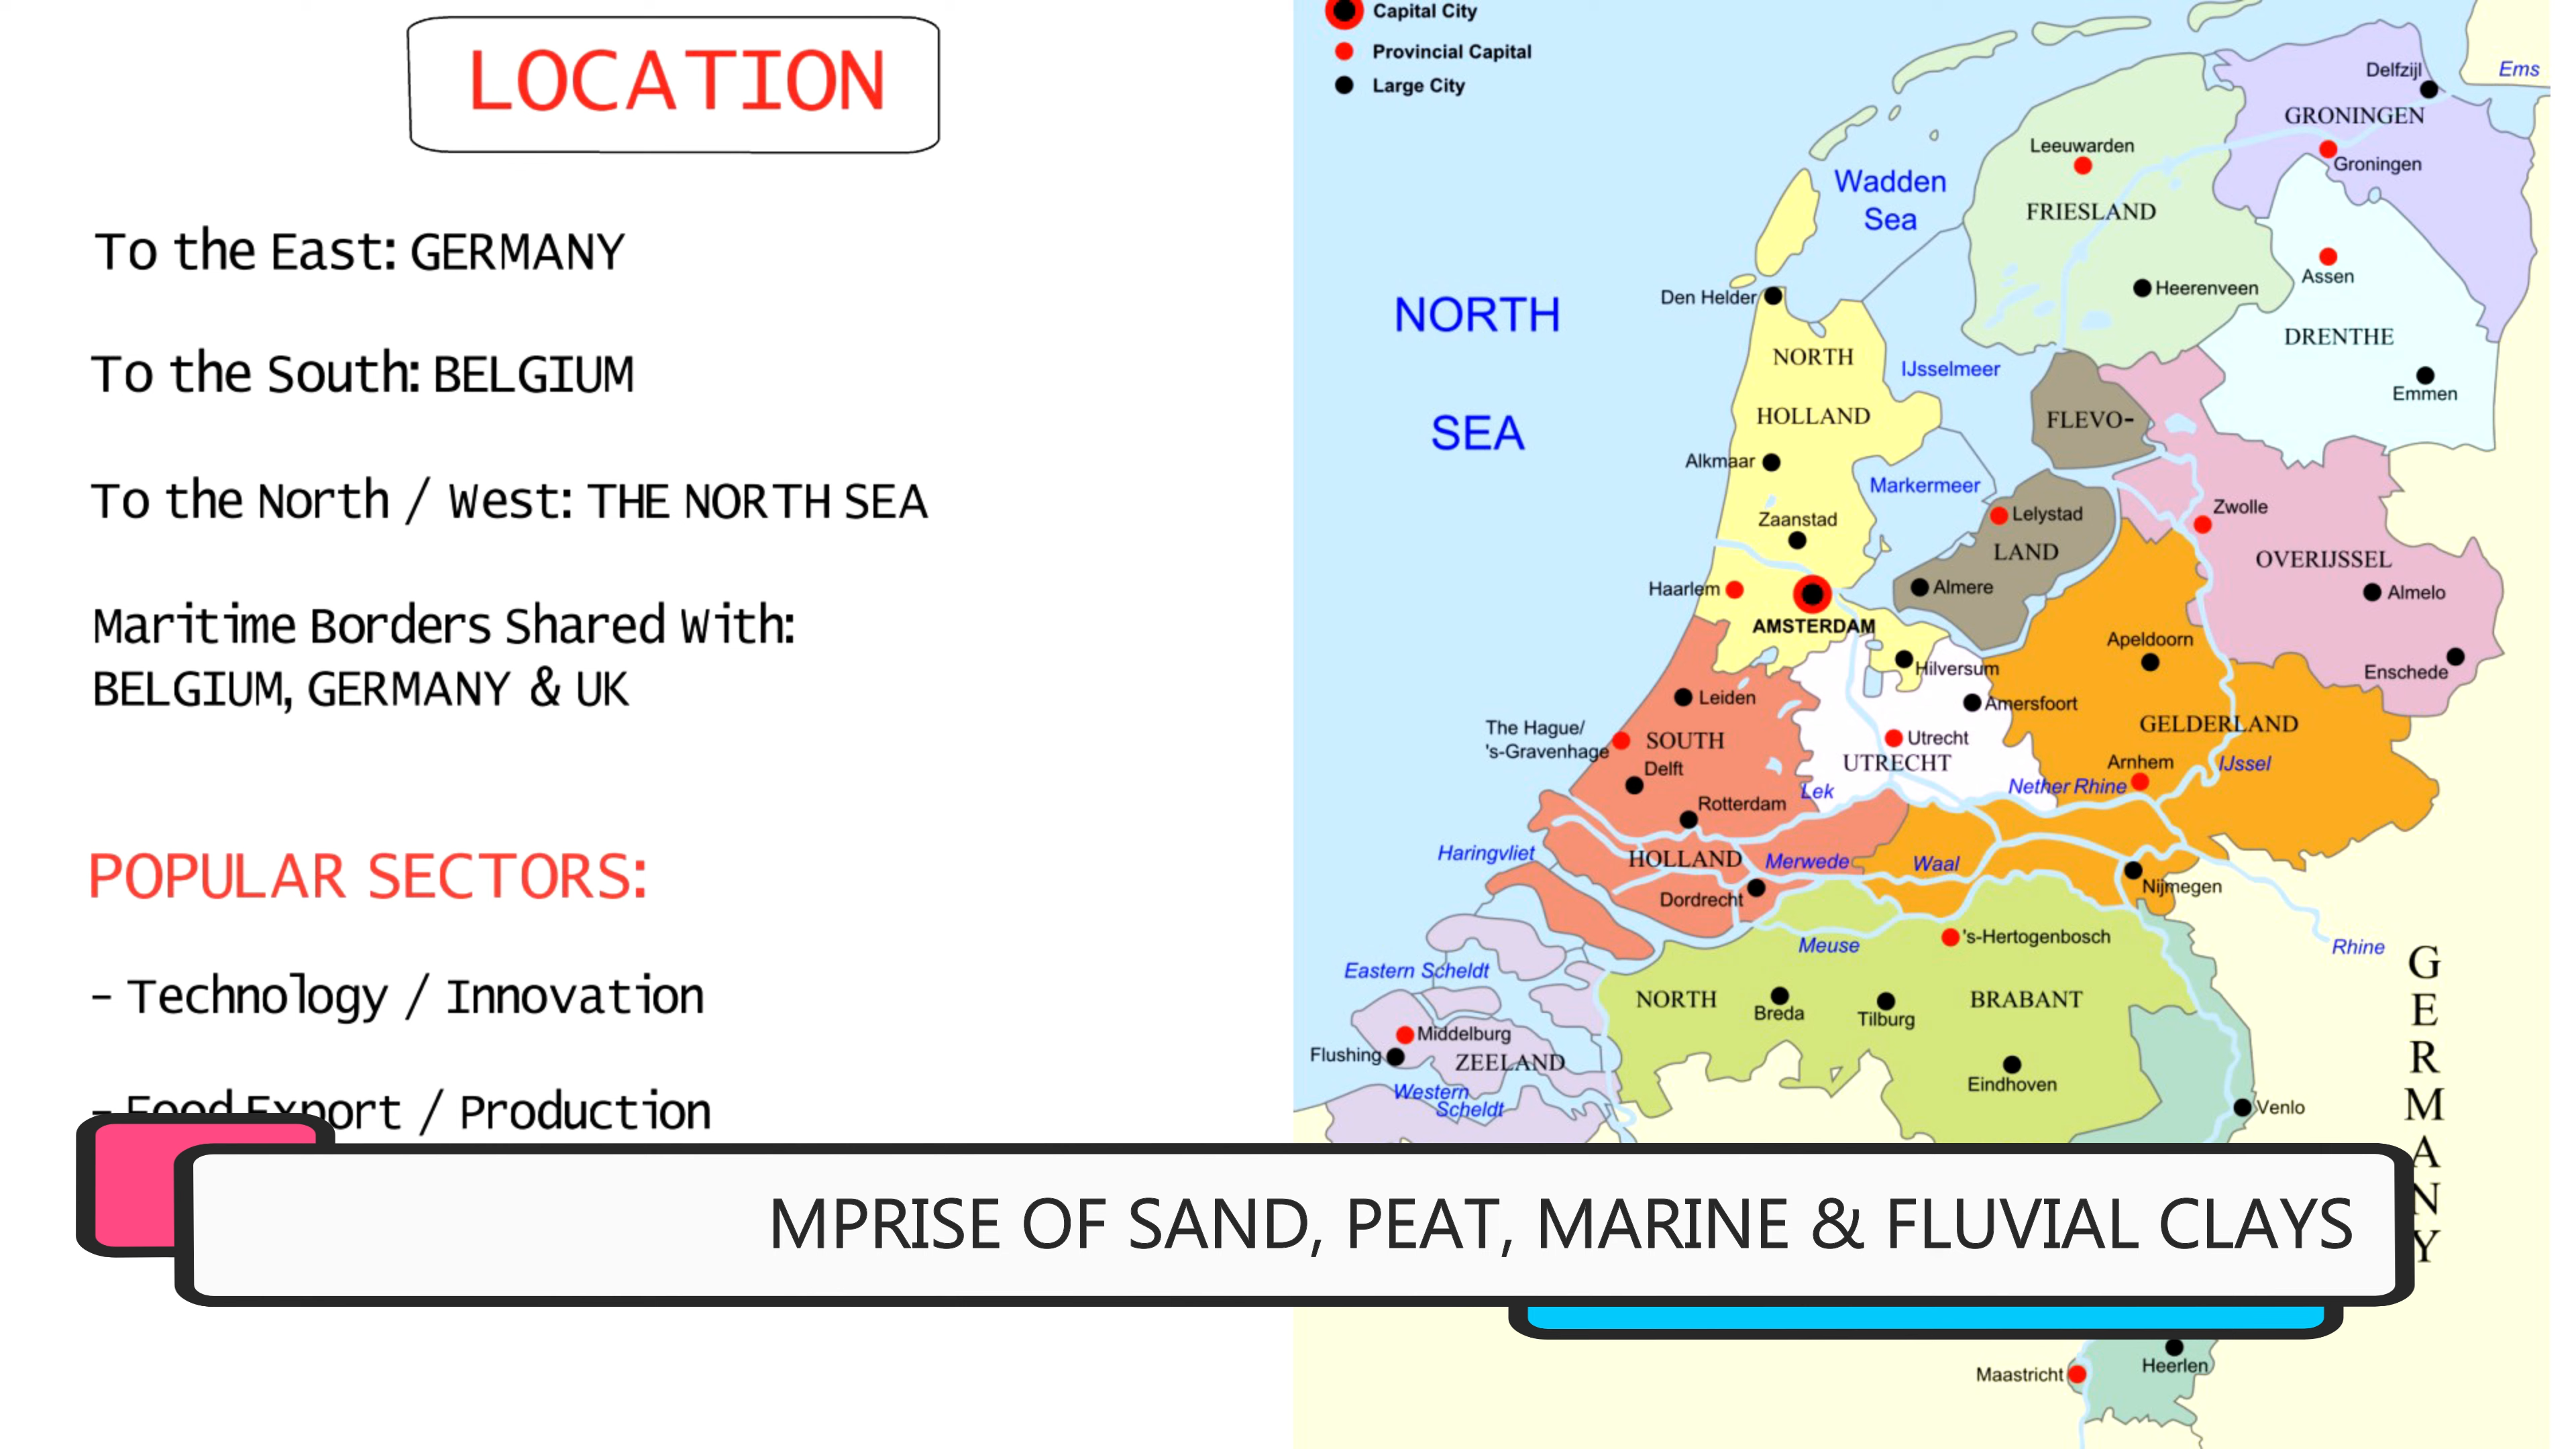 LOCATION
To the East: GERMANY
To the South: BELGIUM
To the North / West: THE NORTH SEA
Maritime Borders Shared With:
BELGIUM, GERMANY & UK
POPULAR SECTORS:
- Technology / Innovation
- Food Export / Production
MPRISE OF SAND, PEAT, MARINE & FLUVIAL CLAYS
Capital City
Provincial Capital
Large City
Delfzijl
Ems
GRONINGEN
Leeuwarden
Groningen
Wadden
Sea
FRIESLAND
Assen
Den Helder
Heerenveen
NORTH
SEA
DRENTHE
NORTH
HOLLAND
IJsselmeer
Emmen
FLEVO-
LAND
Alkmaar
Markermeer
Zaanstad
Lelystad
Zwolle
OVERIJSSEL
Haarlem
Almere
Almelo
AMSTERDAM
Apeldoorn
Hilversum
Enschede
Leiden
Amersfoort
GELDERLAND
The Hague/
's-Gravenhage
SOUTH
HOLLAND
Utrecht
UTRECHT
Delft
Arnhem
IJssel
Nether Rhine
Lek
Rotterdam
Haringvliet
Merwede
Waal
Dordrecht
Nijmegen
Meuse
's-Hertogenbosch
Rhine
Eastern Scheldt
NORTH
BRABANT
Breda
Tilburg
Middelburg
Flushing
ZEELAND
Eindhoven
Western
Scheldt
Venlo
GERMANY
Maastricht
Heerlen